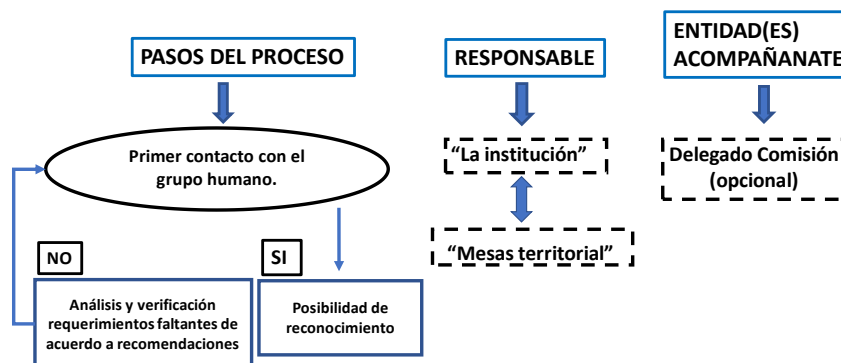 PASOS DEL PROCESO
RESPONSABLE
ENTIDAD(ES)
ACOMPAÑANATE
Primer contacto con el
grupo humano.
“La institución”
Delegado Comisión
(opcional)
“Mesas territorial”
NO
SI
Análisis y verificación
requerimientos faltantes de
acuerdo a recomendaciones
Posibilidad de
reconocimiento